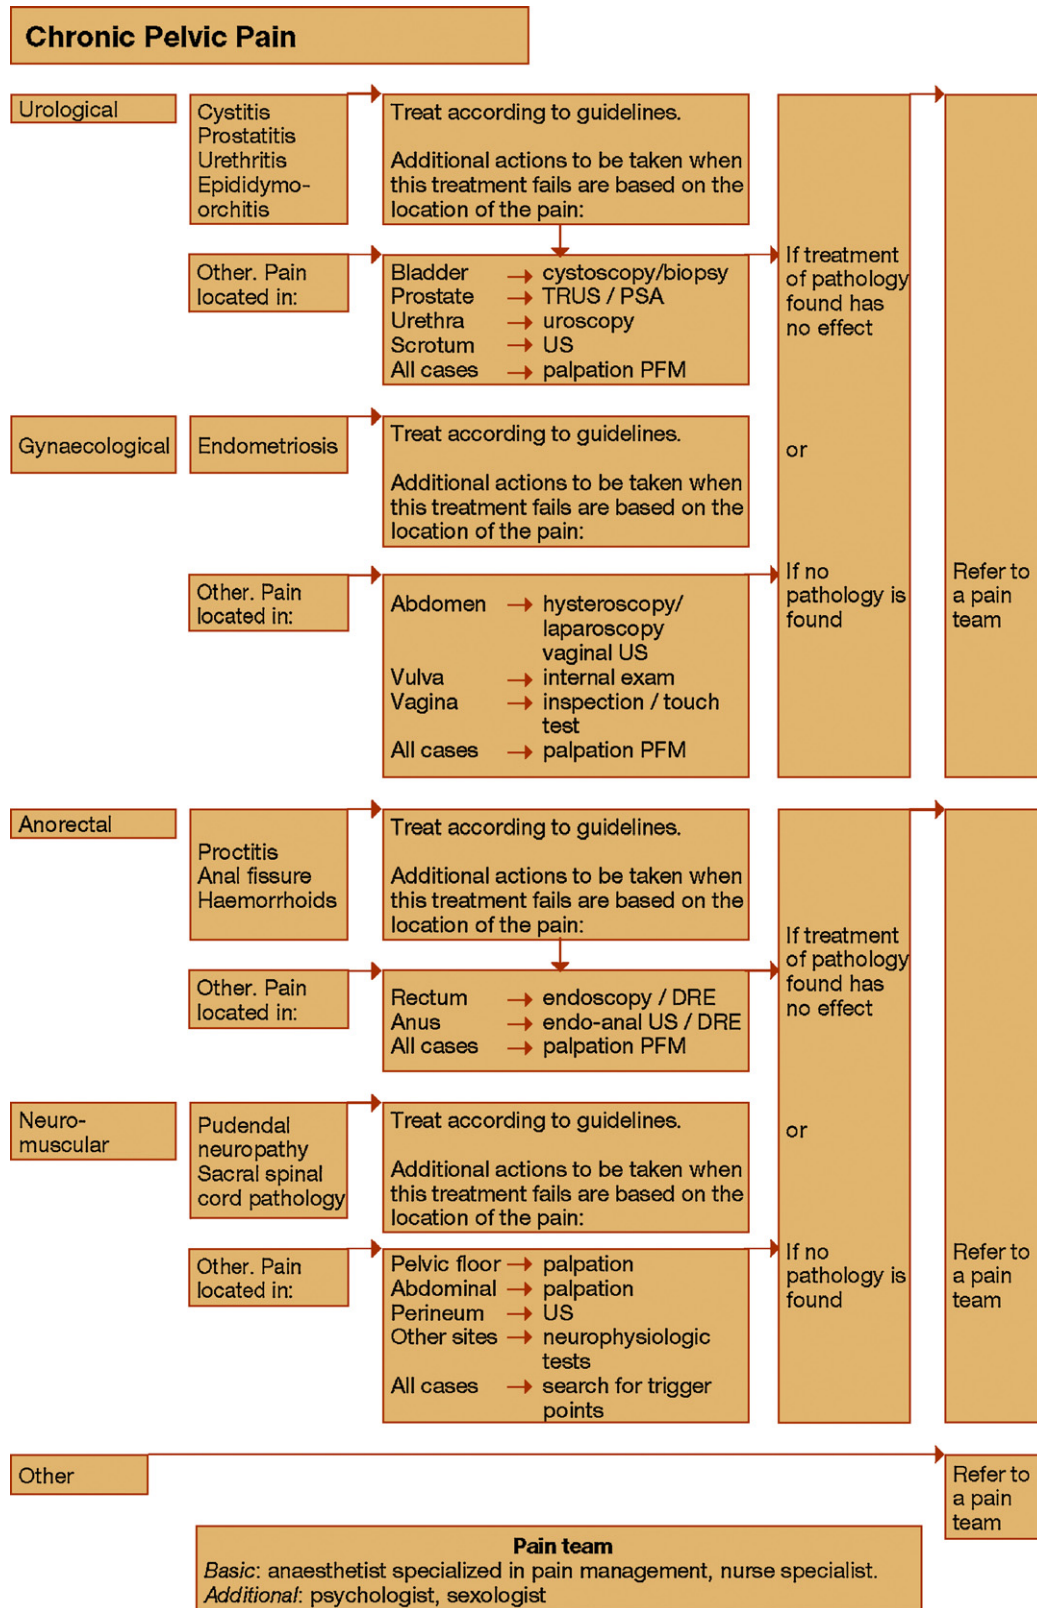 Chronic Pelvic Pain
Urological
Cystitis
Prostatitis
Urethritis
Epididymo-
orchitis
Treat according to guidelines.
Additional actions to be taken when
this treatment fails are based on the
location of the pain:
Other. Pain
located in:
Bladder → cystoscopy/biopsy
Prostate → TRUS / PSA
Urethra → uroscopy
Scrotum → US
All cases → palpation PFM
If treatment
of pathology
found has
no effect
or
If no
pathology is
found
Refer to
a pain
team
Gynaecological
Endometriosis
Treat according to guidelines.
Additional actions to be taken when
this treatment fails are based on the
location of the pain:
Other. Pain
located in:
Abdomen → hysteroscopy/
laparoscopy
vaginal US
Vulva → internal exam
Vagina → inspection / touch
test
All cases → palpation PFM
Anorectal
Proctitis
Anal fissure
Haemorrhoids
Treat according to guidelines.
Additional actions to be taken when
this treatment fails are based on the
location of the pain:
Other. Pain
located in:
Rectum → endoscopy / DRE
Anus → endo-anal US / DRE
All cases → palpation PFM
If treatment
of pathology
found has
no effect
or
If no
pathology is
found
Refer to
a pain
team
Neuro-
muscular
Pudendal
neuropathy
Sacral spinal
cord pathology
Treat according to guidelines.
Additional actions to be taken when
this treatment fails are based on the
location of the pain:
Other. Pain
located in:
Pelvic floor → palpation
Abdominal → palpation
Perineum → US
Other sites → neurophysiologic
tests
All cases → search for trigger
points
Other
Refer to
a pain
team
Pain team
Basic: anaesthetist specialized in pain management, nurse specialist.
Additional: psychologist, sexologist